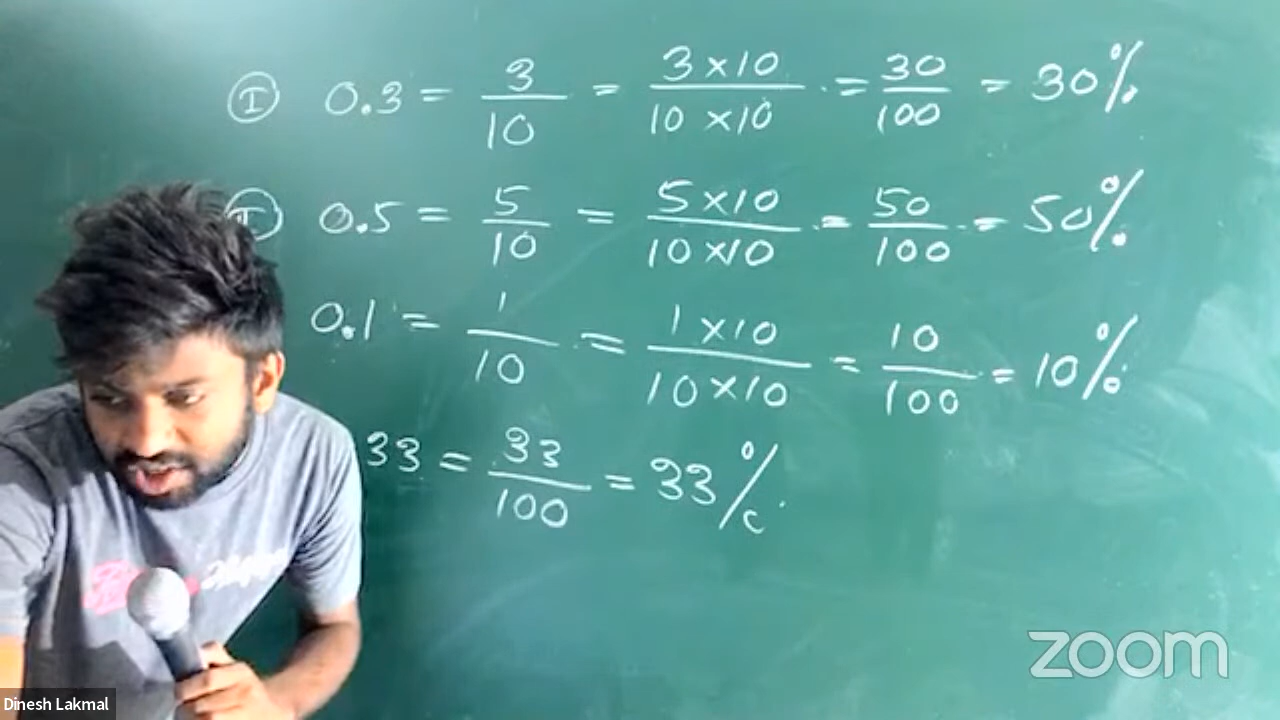 I 0.3 = 3/10 = 3 × 10 / 10 × 10 = 30/100 = 30%
I 0.5 = 5/10 = 5 × 10 / 10 × 10 = 50/100 = 50%
0.1 = 1/10 = 1 × 10 / 10 × 10 = 10/100 = 10%
33 = 33/100 = 33%
zoom
Dinesh Lakmal